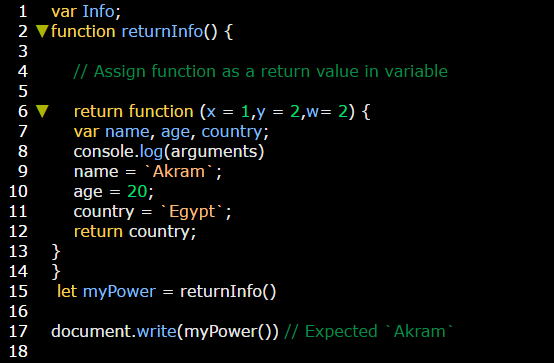 1 var Info;
2 ▼function returnInfo() {
3
4 // Assign function as a return value in variable
5
6 ▼ return function (x = 1,y = 2,w= 2) {
7 var name, age, country;
8 console.log(arguments)
9 name = `Akram`;
10 age = 20;
11 country = `Egypt`;
12 return country;
13 }
14 }
15 let myPower = returnInfo()
16
17 document.write(myPower()) // Expected `Akram`
18